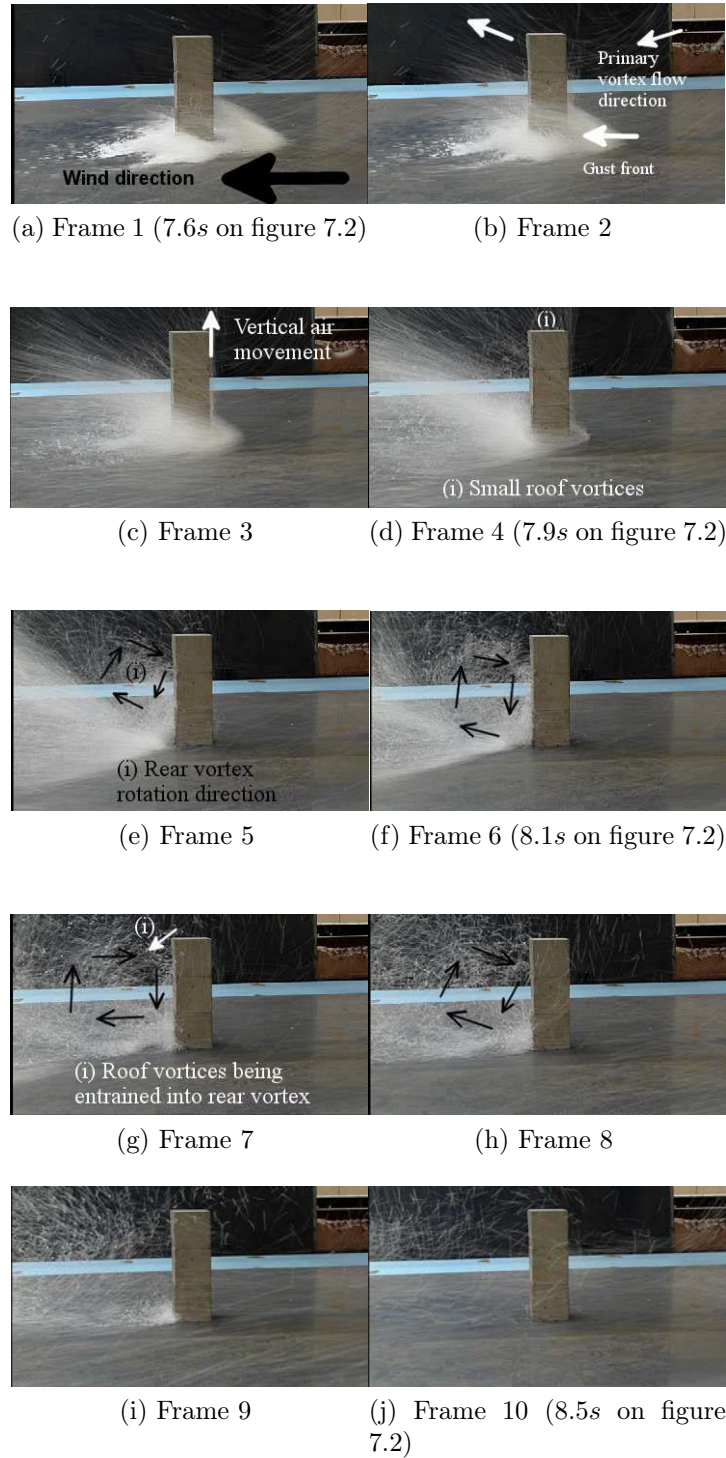 Wind direction
Primary
vortex flow
direction
Gust front
(a) Frame 1 (7.6s on figure 7.2)
(b) Frame 2
Vertical air
movement
(i)
(i) Small roof vortices
(c) Frame 3
(d) Frame 4 (7.9s on figure 7.2)
(i)
(i) Rear vortex
rotation direction
(e) Frame 5
(f) Frame 6 (8.1s on figure 7.2)
(i)
(i) Roof vortices being
entrained into rear vortex
(g) Frame 7
(h) Frame 8
(i) Frame 9
(j) Frame 10 (8.5s on figure
7.2)